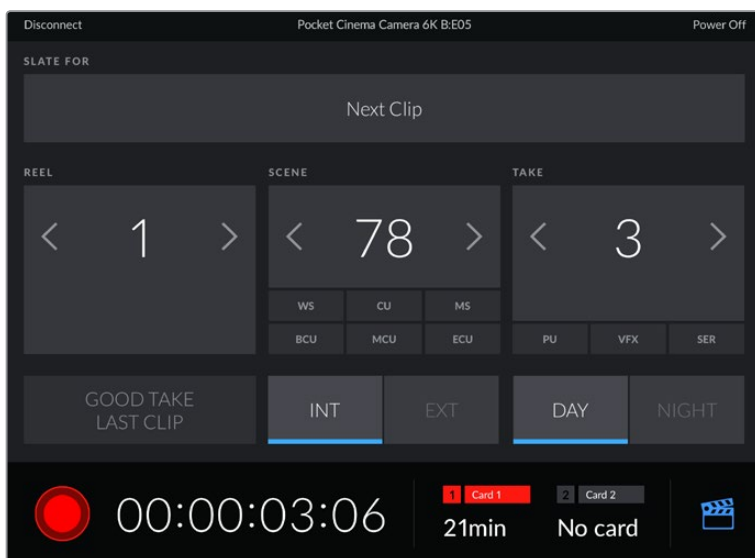 Disconnect Pocket Cinema Camera 6K B:E05 Power Off
SLATE FOR
Next Clip
REEL SCENE TAKE
< 1 > < 78 > < 3 >
WS CU MS
BCU MCU ECU PU VFX SER
GOOD TAKE
LAST CLIP
INT EXT DAY NIGHT
00:00:03:06
1 Card 1 2 Card 2
21min No card